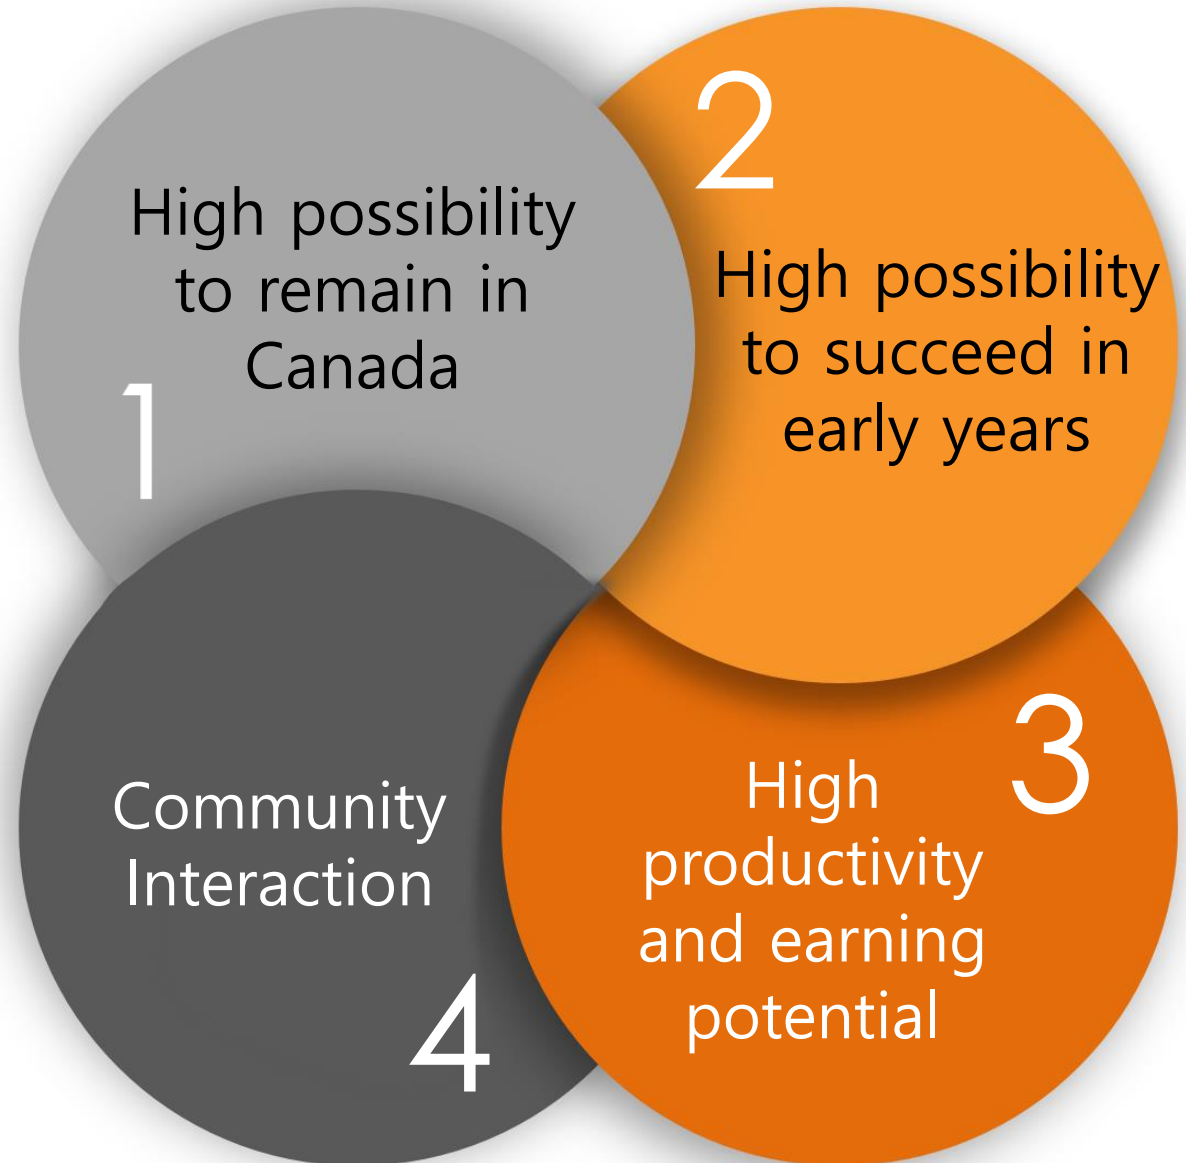 High possibility
to remain in
Canada
1
2
High possibility
to succeed in
early years
3
High
productivity
and earning
potential
Community
Interaction
4